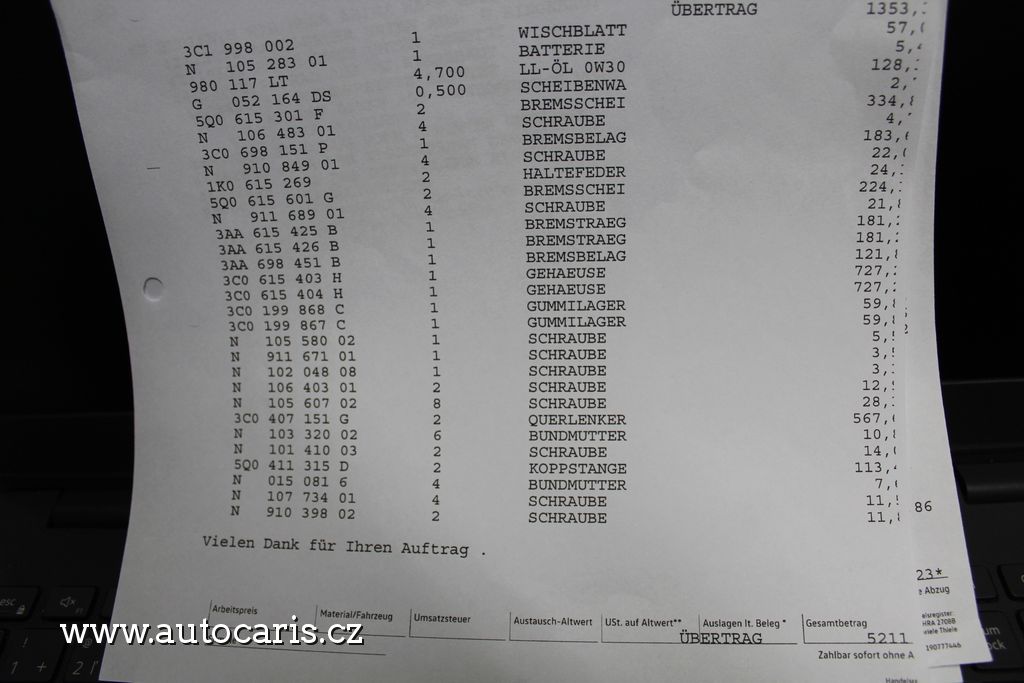 ÜBERTRAG 1353,
3C1 998 002 1 WISCHBLATT 57,
N 105 283 01 1 BATTERIE 5,
980 117 LT 4,700 LL-ÖL 0W30 128,
G 052 164 DS 0,500 SCHEIBENWA 2,
5Q0 615 301 F 2 BREMSSCHEI 334,
N 106 483 01 4 SCHRAUBE 4,
3C0 698 151 P 1 BREMSBELAG 183,
N 910 849 01 4 SCHRAUBE 22,
1K0 615 269 2 HALTEFEDER 24,
5Q0 615 601 G 2 BREMSSCHEI 224,
N 911 689 01 4 SCHRAUBE 21,
3AA 615 425 B 1 BREMSTRAEG 181,
3AA 615 426 B 1 BREMSTRAEG 181,
3AA 698 451 B 1 BREMSBELAG 121,
3C0 615 403 H 1 GEHAEUSE 727,
3C0 615 404 H 1 GEHAEUSE 727,
3C0 199 868 C 1 GUMMILAGER 59,
3C0 199 867 C 1 GUMMILAGER 59,
N 105 580 02 1 SCHRAUBE 5,
N 911 671 01 1 SCHRAUBE 3,
N 102 048 08 1 SCHRAUBE 3,
N 106 403 01 2 SCHRAUBE 12,
N 105 607 02 8 SCHRAUBE 28,
3C0 407 151 G 2 QUERLENKER 567,
N 103 320 02 6 BUNDMUTTER 10,
N 101 410 03 2 SCHRAUBE 14,
5Q0 411 315 D 2 KOPPSTANGE 113,
N 015 081 6 4 BUNDMUTTER 7,
N 107 734 01 4 SCHRAUBE 11,
N 910 398 02 2 SCHRAUBE 11,
86
Vielen Dank für Ihren Auftrag .
23*
Abzug
Arbeitspreis Material/Fahrzeug Umsatzsteuer Austausch-Altwert USt. auf Altwert** Auslagen lt. Beleg * Gesamtbetrag
ÜBERTRAG 5211
Zahlbar sofort ohne A
HRA 2708B
Thiele
190777446
www.autocaris.cz
esc